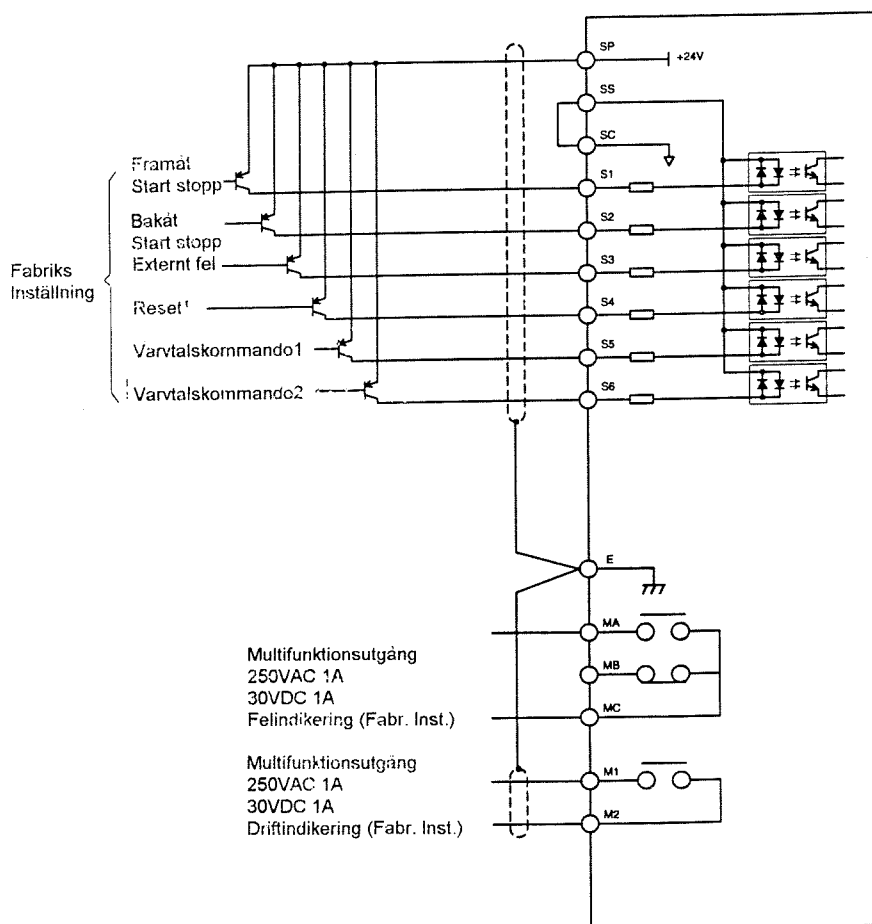 SP
+24V
SS
SC
Framåt
Start stopp
S1
Bakåt
Start stopp
S2
Externt fel
S3
Fabriks
Inställning
Reset
S4
Varvtalskommando1
S5
Varvtalskommando2
S6
E
MA
Multifunktionsutgång
250VAC 1A
30VDC 1A
Felindikering (Fabr. Inst.)
MB
MC
Multifunktionsutgång
250VAC 1A
30VDC 1A
Driftindikering (Fabr. Inst.)
M1
M2